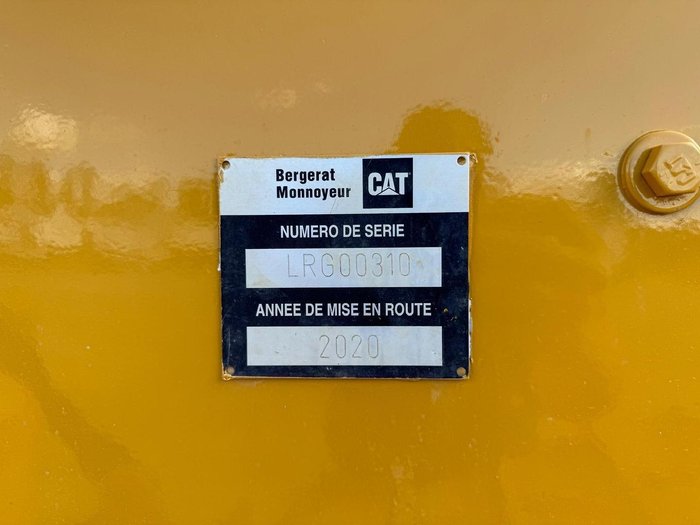 Bergerat
Monnoyeur
CAT
NUMERO DE SERIE
LRG00310
ANNEE DE MISE EN ROUTE
2020